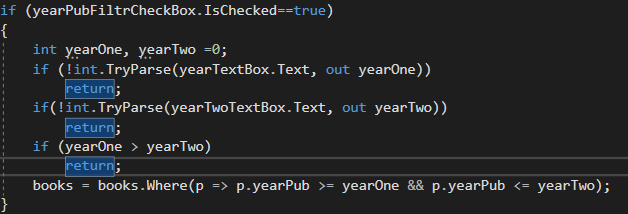 if (yearPubFiltrCheckBox.IsChecked==true)
{
int yearOne, yearTwo =0;
if (!int.TryParse(yearTextBox.Text, out yearOne))
return;
if(!int.TryParse(yearTwoTextBox.Text, out yearTwo))
return;
if (yearOne > yearTwo)
return;
books = books.Where(p => p.yearPub >= yearOne && p.yearPub <= yearTwo);
}